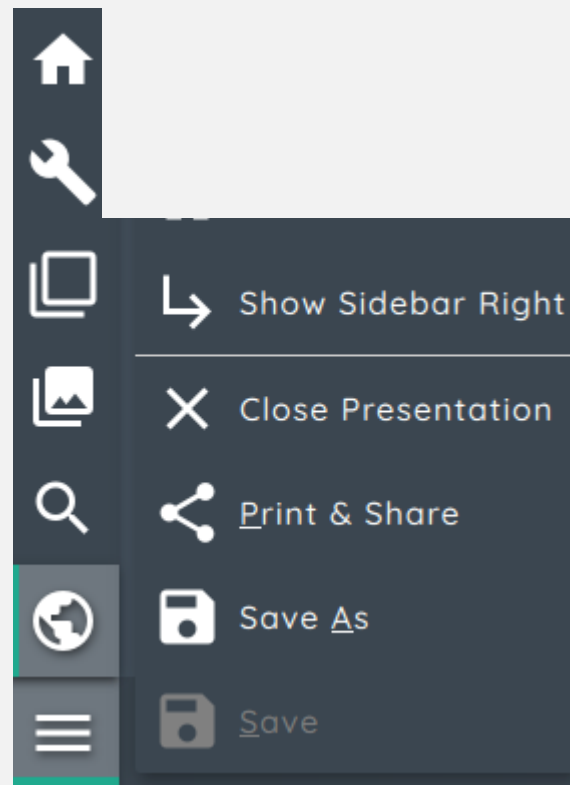 Show Sidebar Right
Close Presentation
Print & Share
Save As
Save